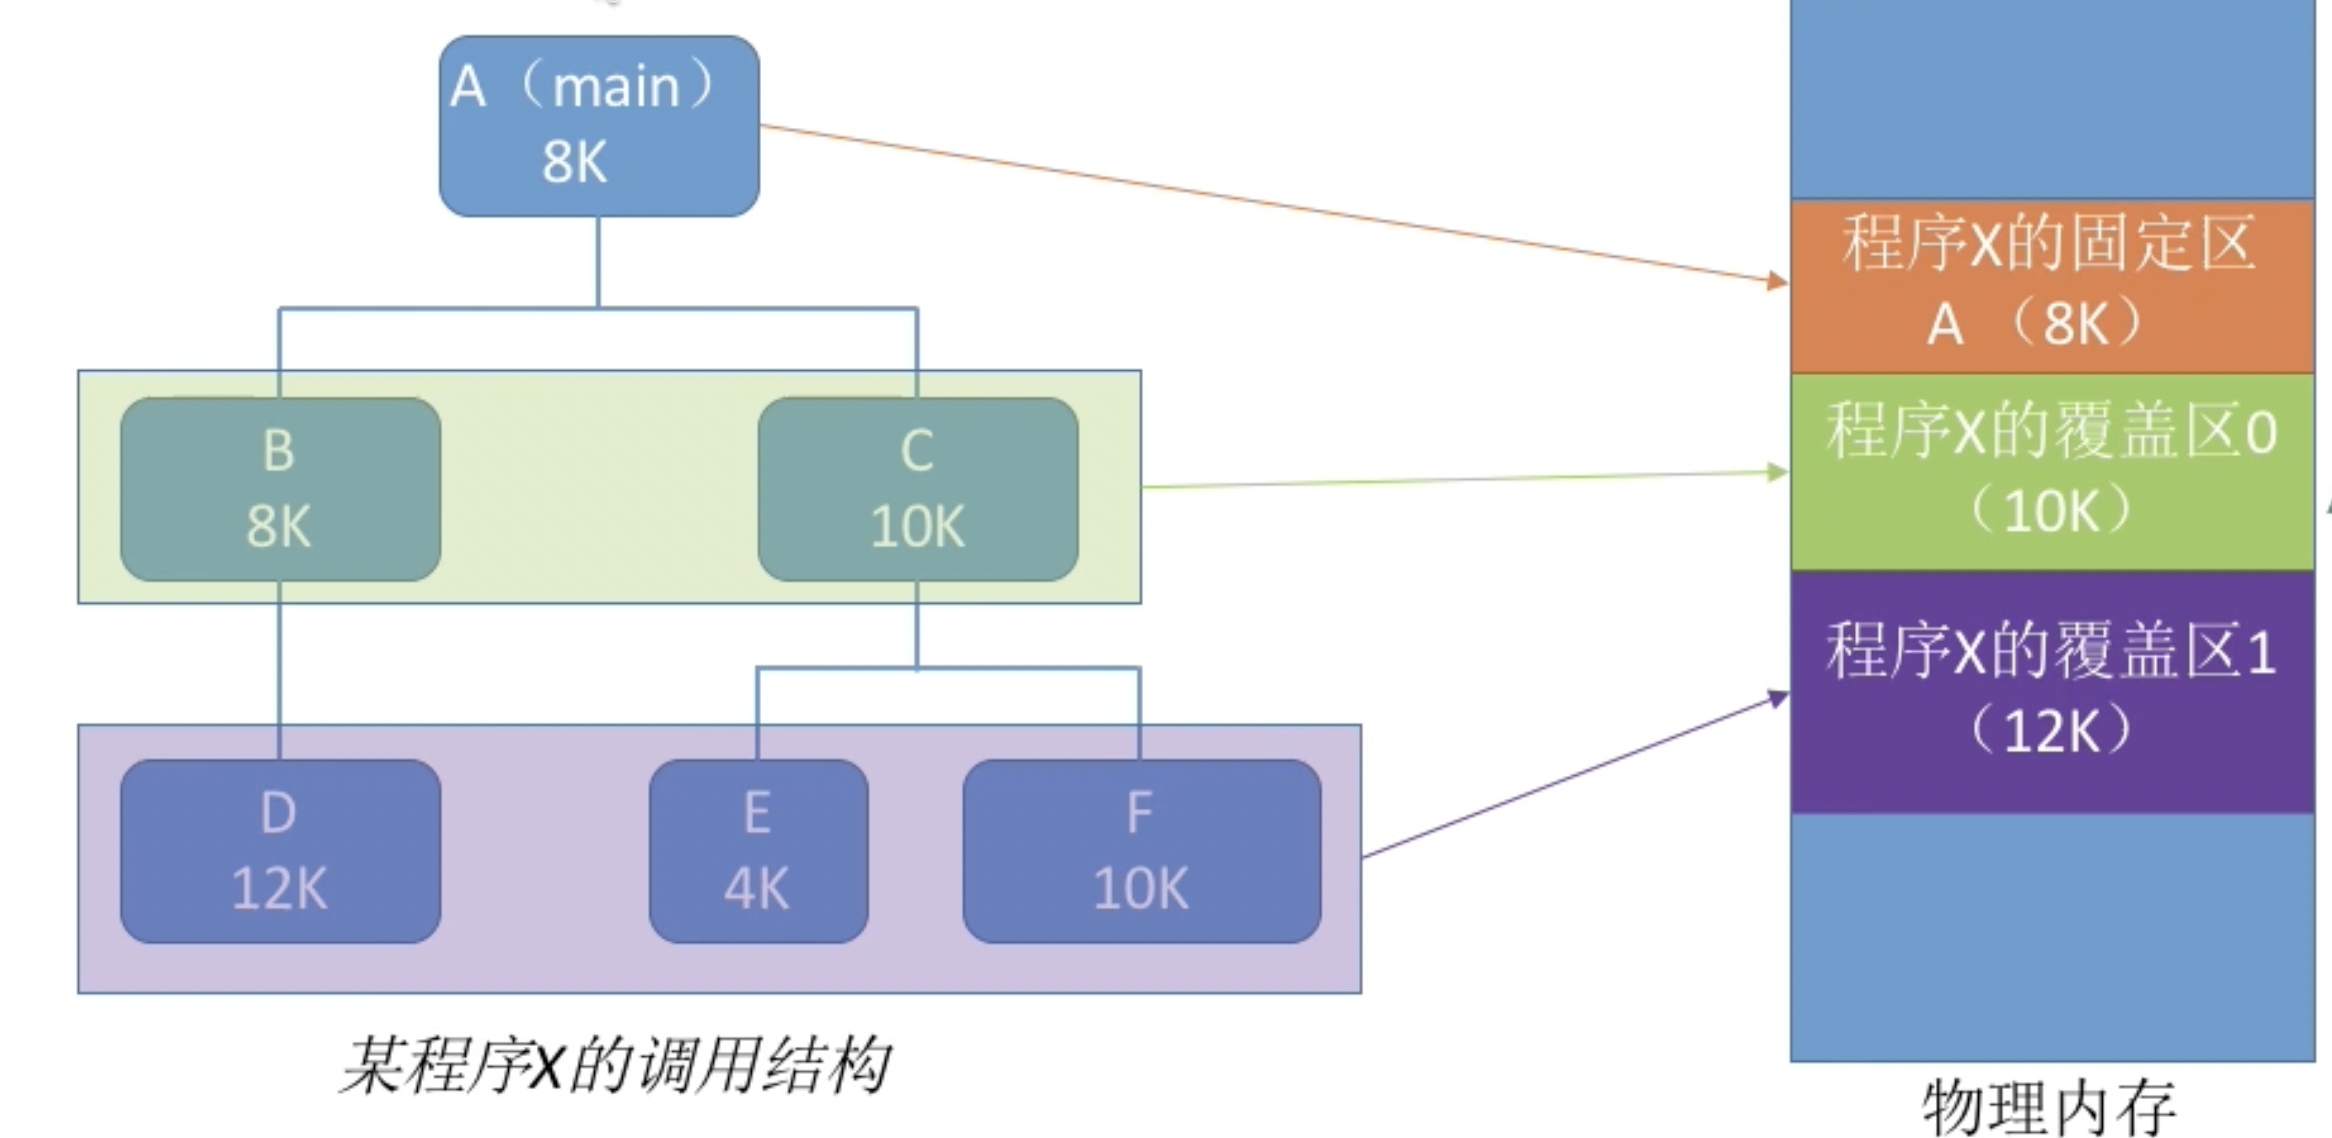 A（main）
8K
B
8K
C
10K
D
12K
E
4K
F
10K
某程序X的调用结构
程序X的固定区
A （8K）
程序X的覆盖区0
（10K）
程序X的覆盖区1
（12K）
物理内存